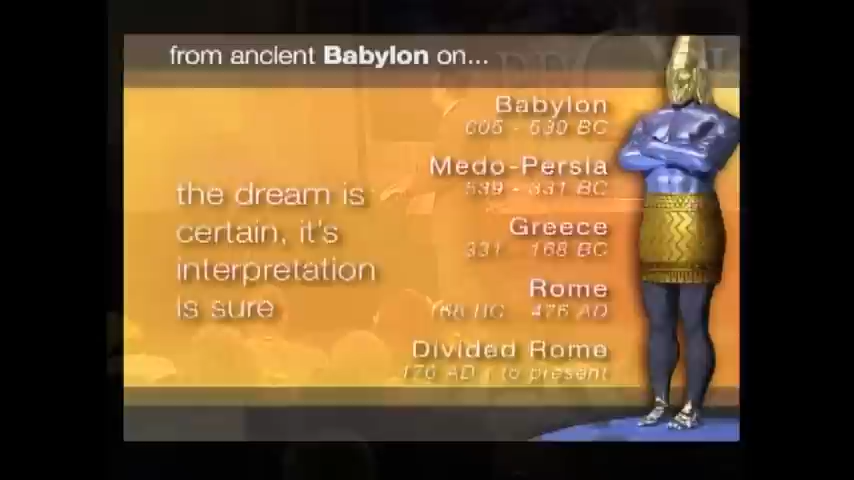 from ancient Babylon on...
Babylon
605 - 539 BC
Medo-Persia
539 - 331 BC
Greece
331 - 168 BC
Rome
168 BC 476 AD
Divided Rome
476 AD to present
the dream is
certain, it's
interpretation
is sure